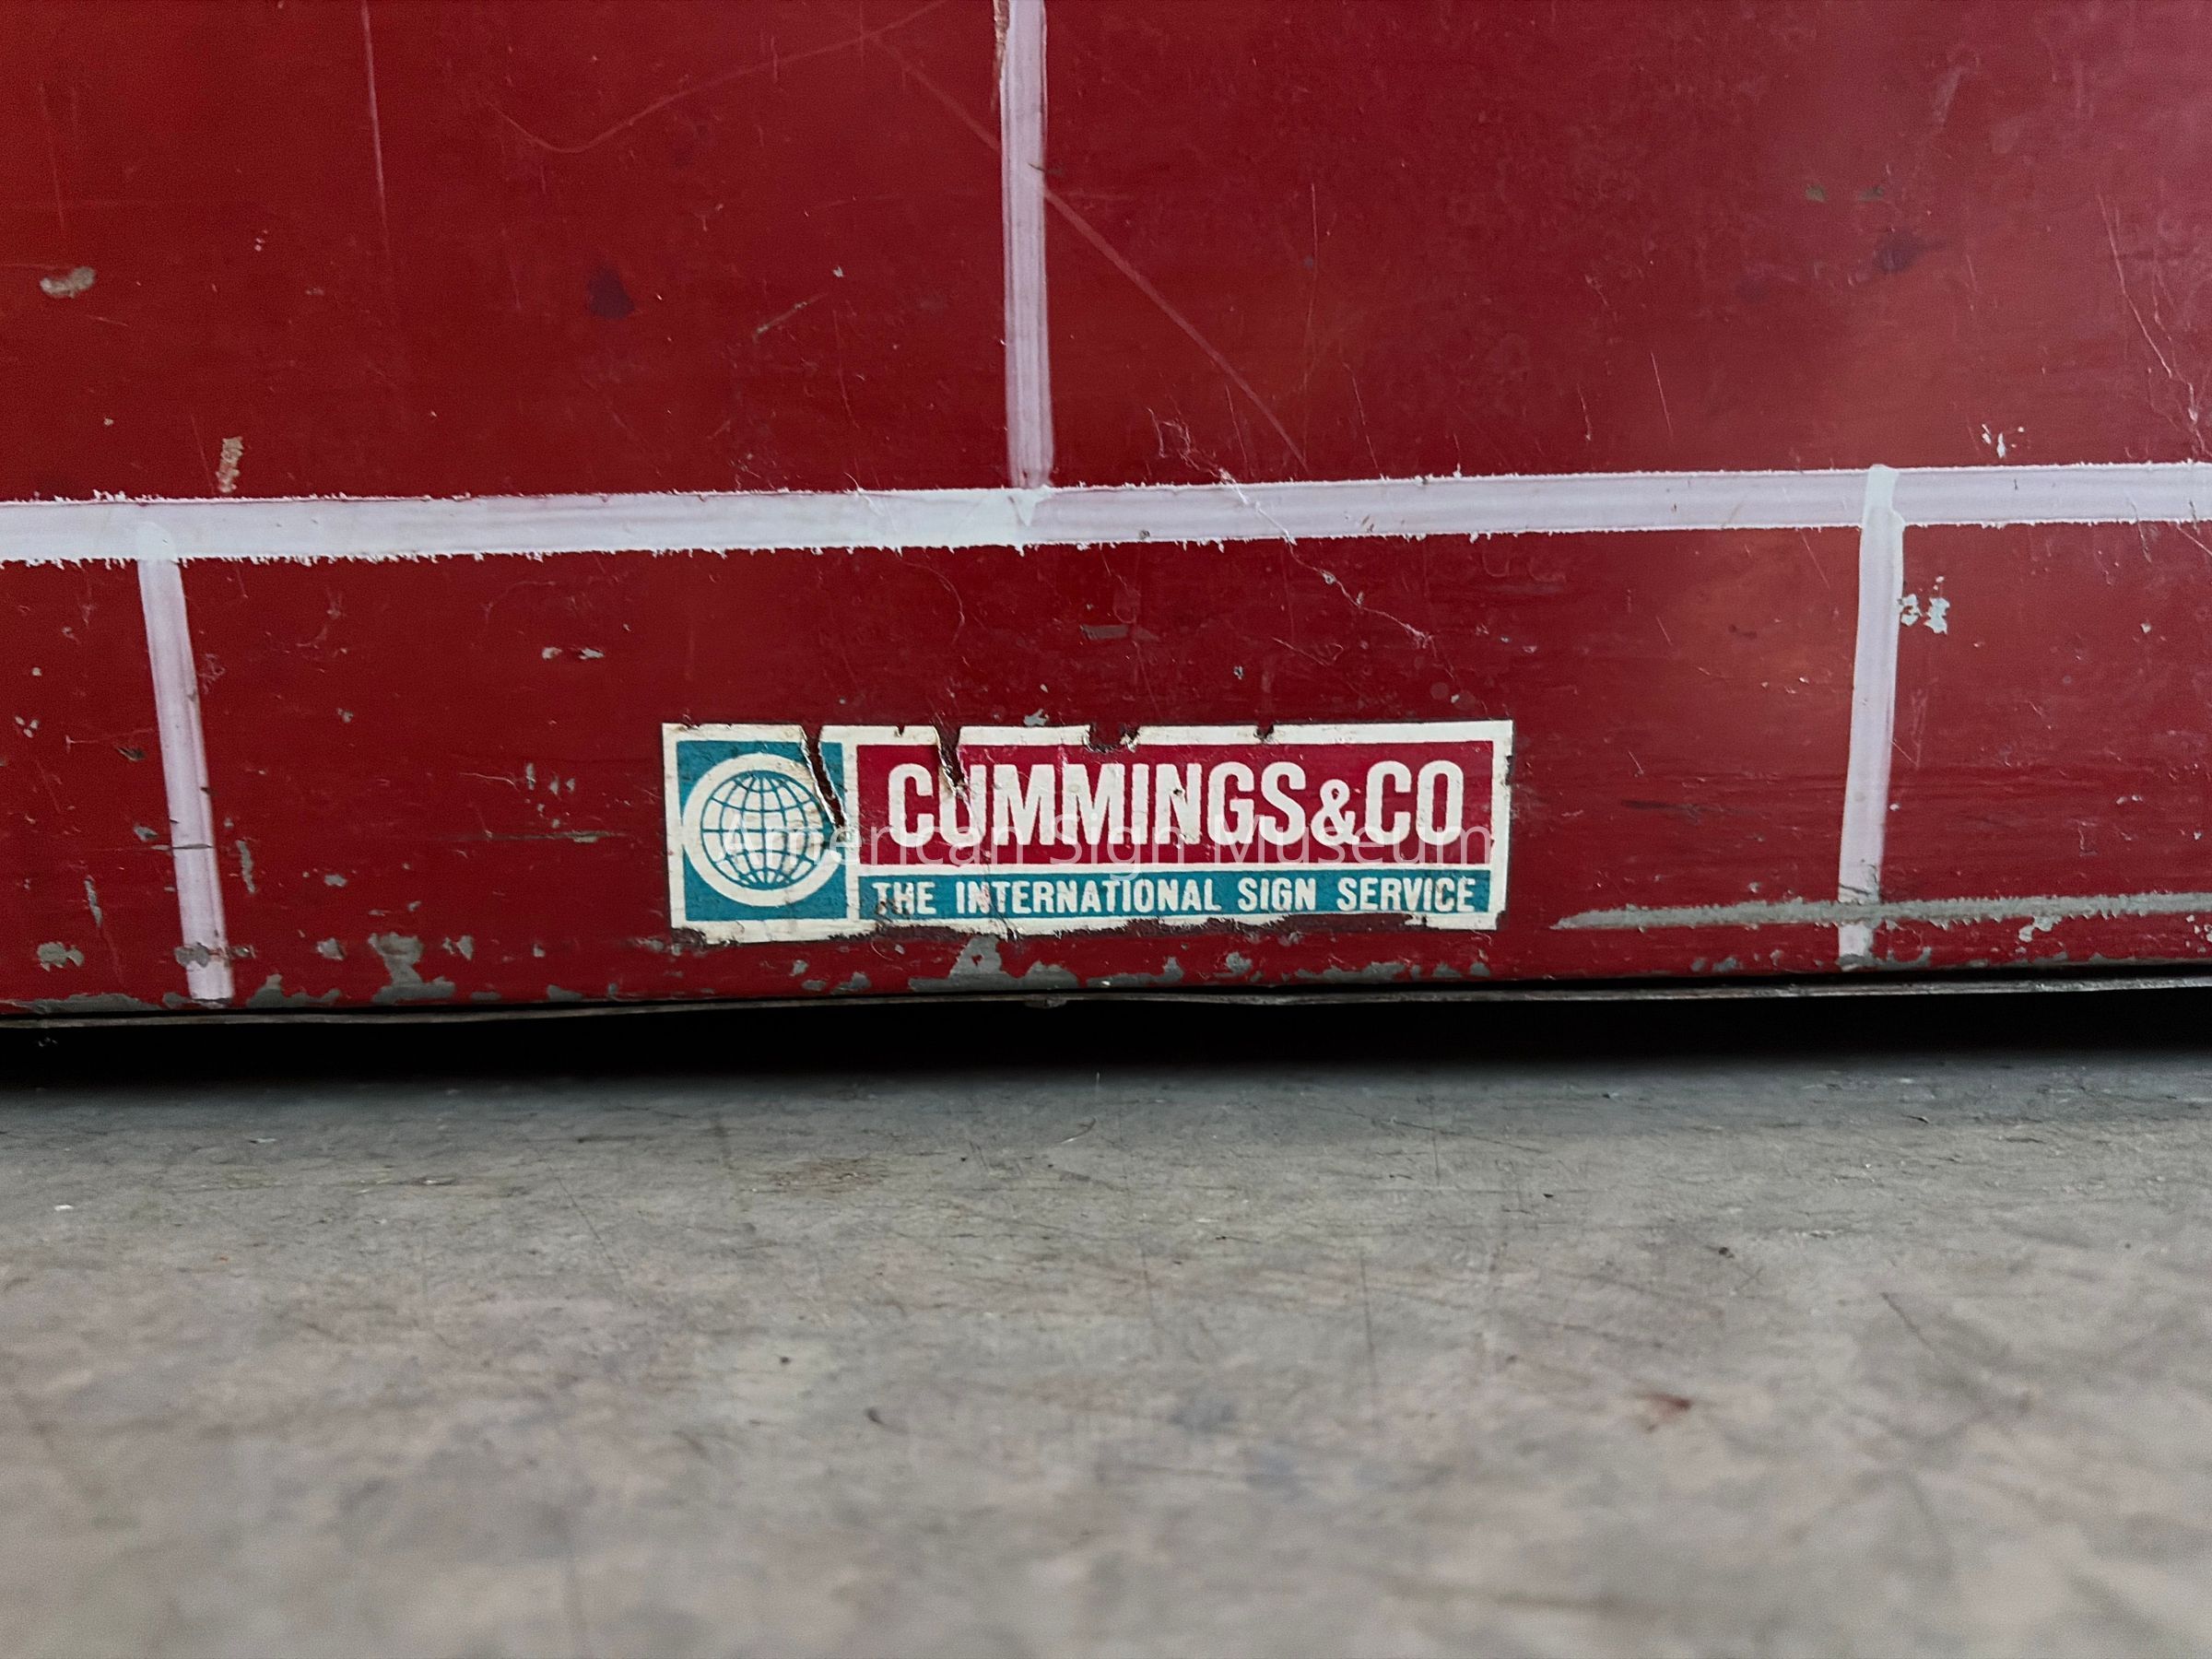 CUMMINGS&CO
American Sign Museum
THE INTERNATIONAL SIGN SERVICE